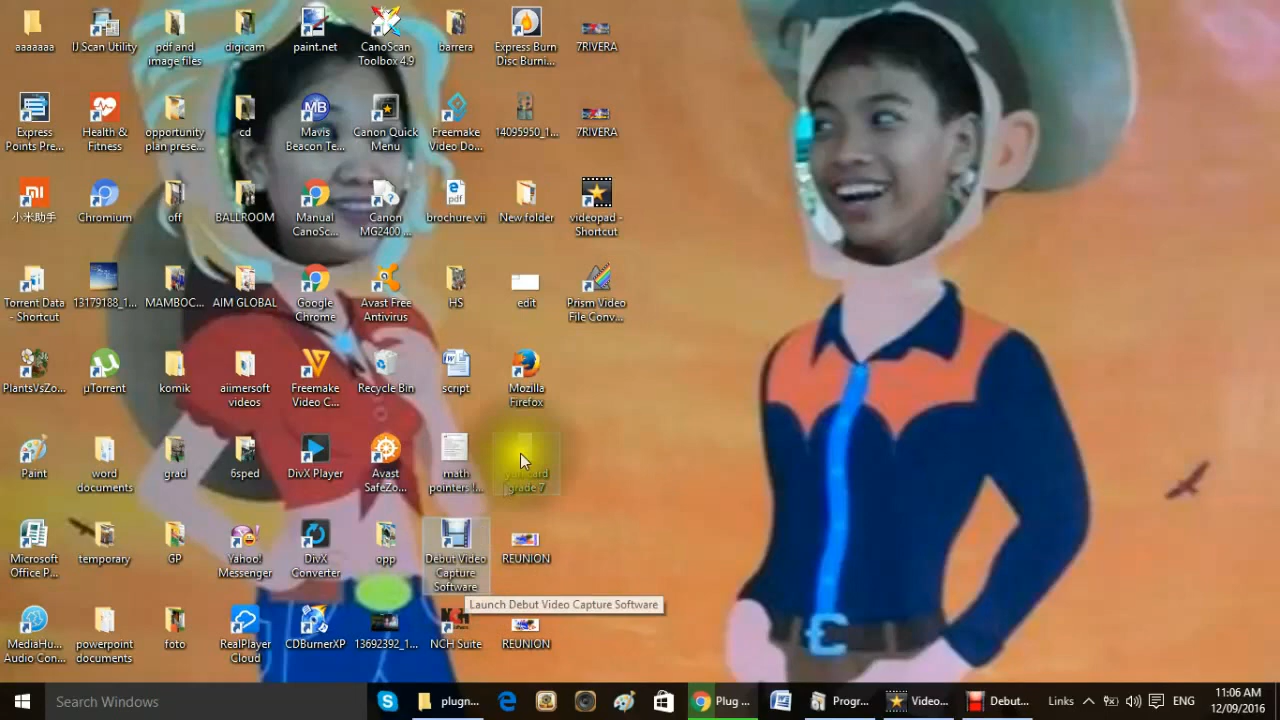 aaaaaaa
IJ Scan Utility
pdf and
image files
digicam
paint.net
CanoScan
Toolbox 4.9
barrera
Express Burn
Disc Burni...
7RIVERA
Express
Points Pre...
Health &
Fitness
opportunity
plan prese...
cd
MB
Mavis
Beacon Te...
Canon Quick
Menu
Freemake
Video Do...
14095950_1...
7RIVERA
小米助手
Chromium
off
BALLROOM
Manual
CanoSc...
Canon
MG2400 ...
pdf
brochure vii
New folder
videopad -
Shortcut
Torrent Data
- Shortcut
13179188_1...
MAMBOC...
AIM GLOBAL
Google
Chrome
Avast Free
Antivirus
HS
edit
Prism Video
File Conv...
PlantsVsZo...
µTorrent
komik
aiimersoft
videos
Freemake
Video C...
Recycle Bin
script
Mozilla
Firefox
Paint
word
documents
grad
6sped
DivX Player
Avast
SafeZo...
math
pointers !...
card
grade 7
Microsoft
Office P...
temporary
GP
Yahoo!
Messenger
DivX
Converter
opp
Debut Video
Capture
Software
REUNION
Launch Debut Video Capture Software
MediaHu...
Audio Con...
powerpoint
documents
foto
RealPlayer
Cloud
CDBurnerXP
13692392_1...
NCH
NCH Suite
REUNION
Search Windows
plugn...
Plug ...
Progr...
Video...
Debut...
Links
ENG
11:06 AM
12/09/2016